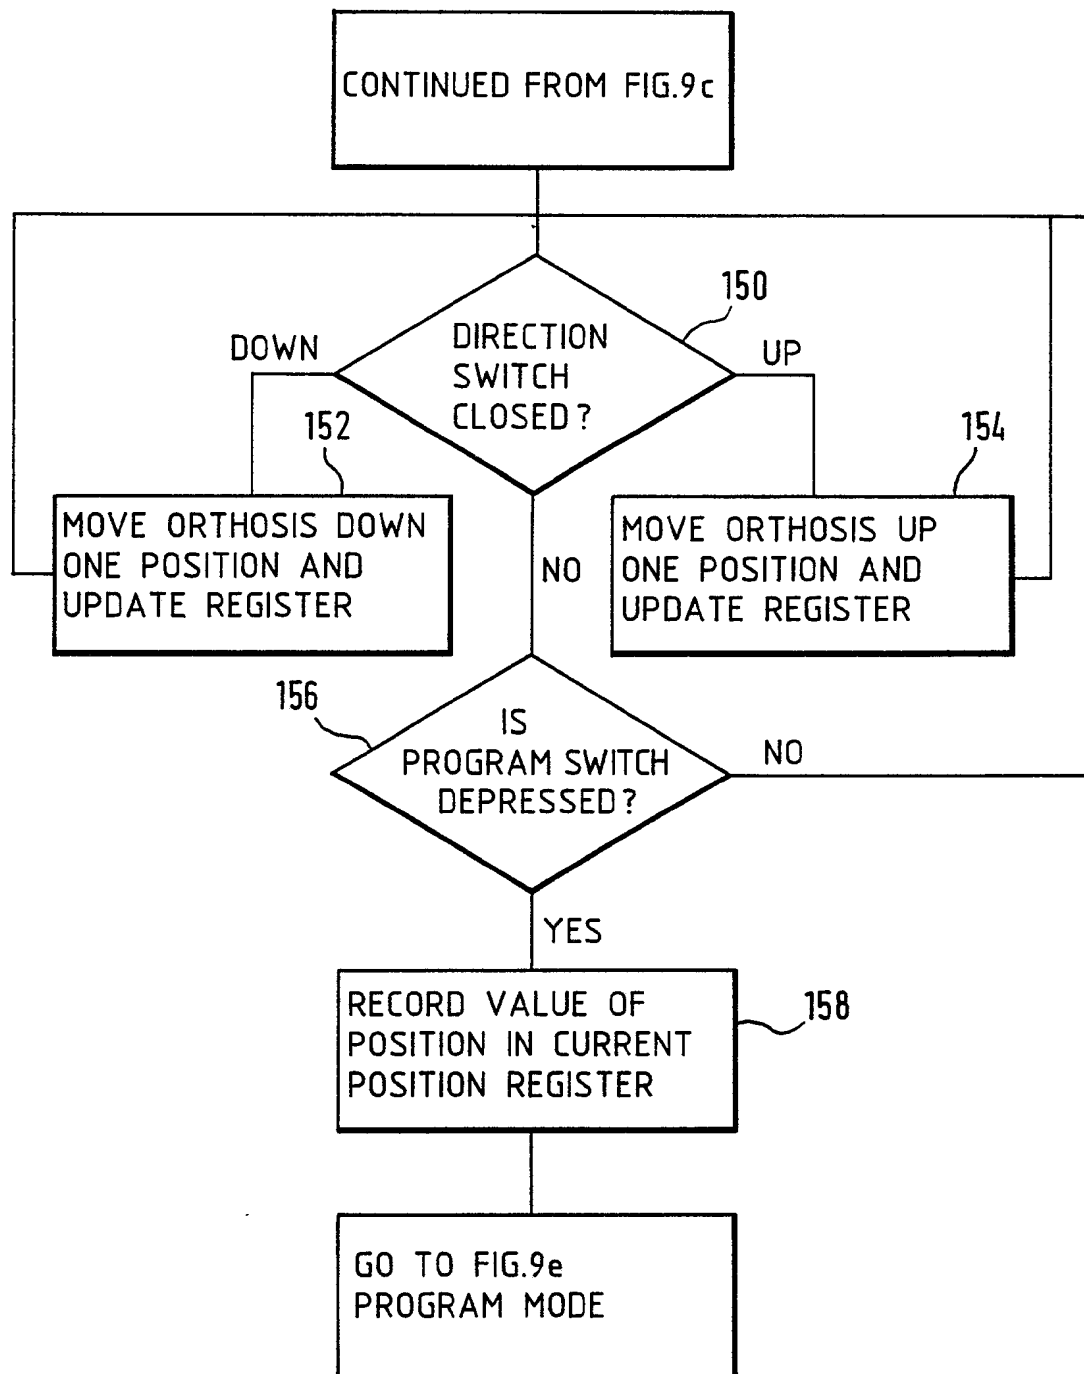 CONTINUED FROM FIG.9c
150
DIRECTION
SWITCH
CLOSED?
DOWN
UP
152
154
MOVE ORTHOSIS DOWN
ONE POSITION AND
UPDATE REGISTER
MOVE ORTHOSIS UP
ONE POSITION AND
UPDATE REGISTER
NO
156
IS
PROGRAM SWITCH
DEPRESSED?
NO
YES
RECORD VALUE OF
POSITION IN CURRENT
POSITION REGISTER
158
GO TO FIG.9e
PROGRAM MODE